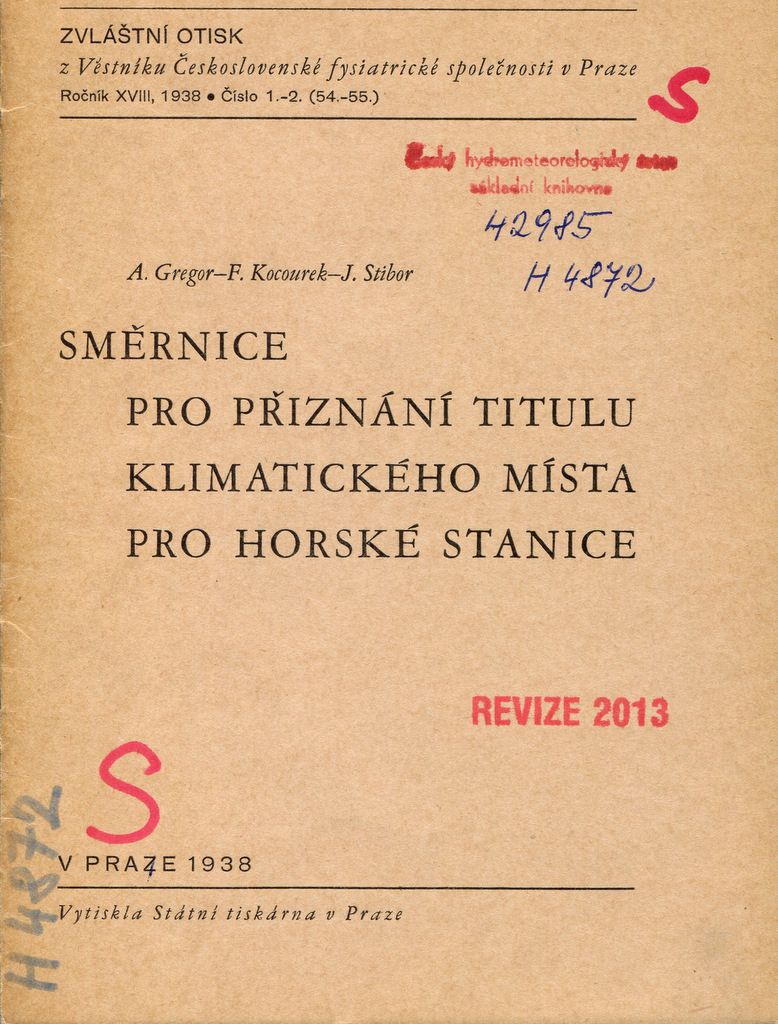 ZVLÁŠTNÍ OTISK
z Věstníku Československé fysiatrické společnosti v Praze
Ročník XVIII, 1938 • Číslo 1.-2. (54.-55.)
S
Český hydrometeorologický ústav
základní knihovna
42985
H 4872
A. Gregor–F. Kocourek–J. Stibor
SMĚRNICE
PRO PŘIZNÁNÍ TITULU
KLIMATICKÉHO MÍSTA
PRO HORSKÉ STANICE
REVIZE 2013
S
H 4872
V PRAZE 1938
Vytiskla Státní tiskárna v Praze